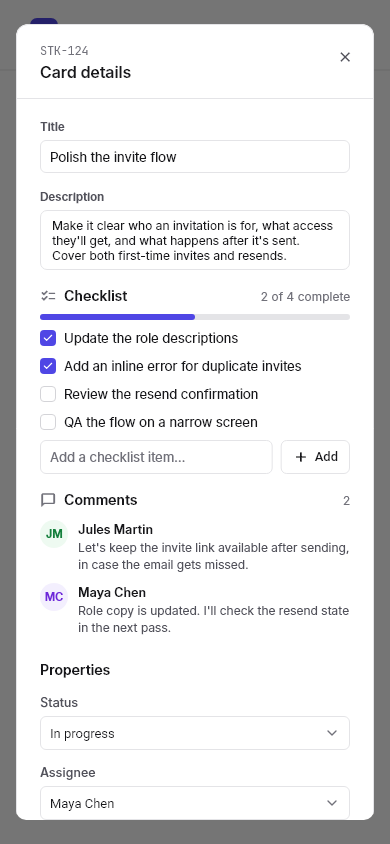 STK-124
Card details
Title
Polish the invite flow
Description
Make it clear who an invitation is for, what access
they'll get, and what happens after it's sent.
Cover both first-time invites and resends.
Checklist
2 of 4 complete
Update the role descriptions
Add an inline error for duplicate invites
Review the resend confirmation
QA the flow on a narrow screen
Add a checklist item...
Add
Comments
2
JM
Jules Martin
Let's keep the invite link available after sending,
in case the email gets missed.
MC
Maya Chen
Role copy is updated. I'll check the resend state
in the next pass.
Properties
Status
In progress
Assignee
Maya Chen